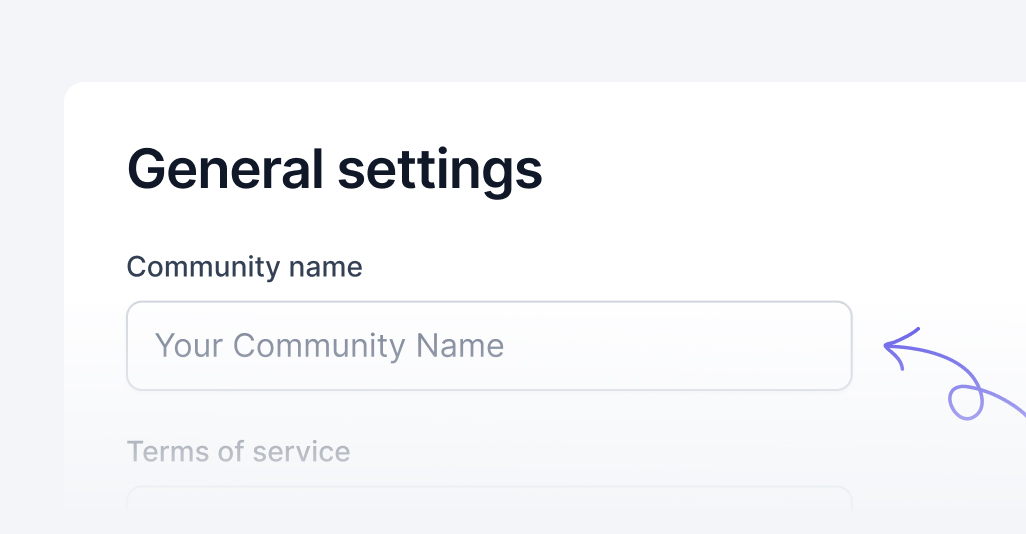 General settings
Community name
Your Community Name
Terms of service